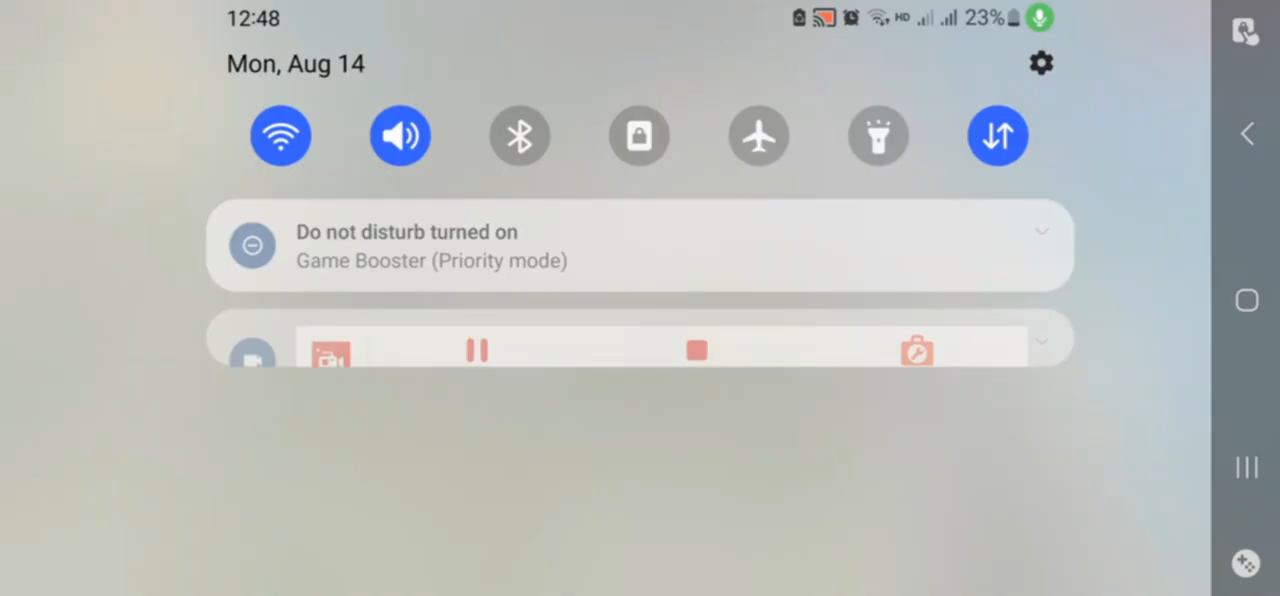 12:48
HD 23%
Mon, Aug 14
Do not disturb turned on
Game Booster (Priority mode)